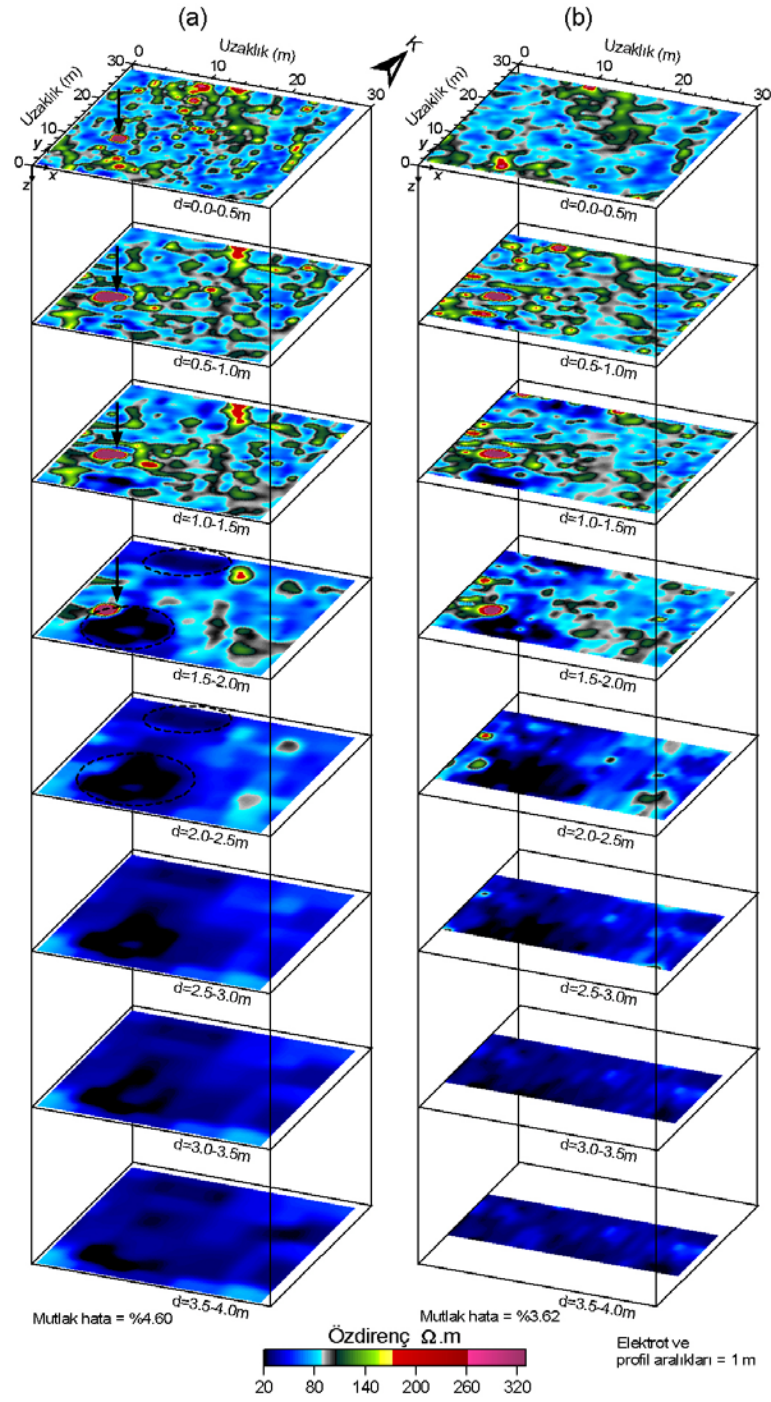 (a)
(b)
K
Uzaklık (m)
0
10
20
30
Uzaklık (m)
30
20
10
0
y
x
z
d=0.0-0.5m
d=0.5-1.0m
d=1.0-1.5m
d=1.5-2.0m
d=2.0-2.5m
d=2.5-3.0m
d=3.0-3.5m
d=3.5-4.0m
Mutlak hata = %4.60
Uzaklık (m)
0
10
20
30
Uzaklık (m)
30
20
10
0
y
x
z
d=0.0-0.5m
d=0.5-1.0m
d=1.0-1.5m
d=1.5-2.0m
d=2.0-2.5m
d=2.5-3.0m
d=3.0-3.5m
d=3.5-4.0m
Mutlak hata = %3.62
Özdirenç Ω.m
20 80 140 200 260 320
Elektrot ve
profil aralıkları = 1 m